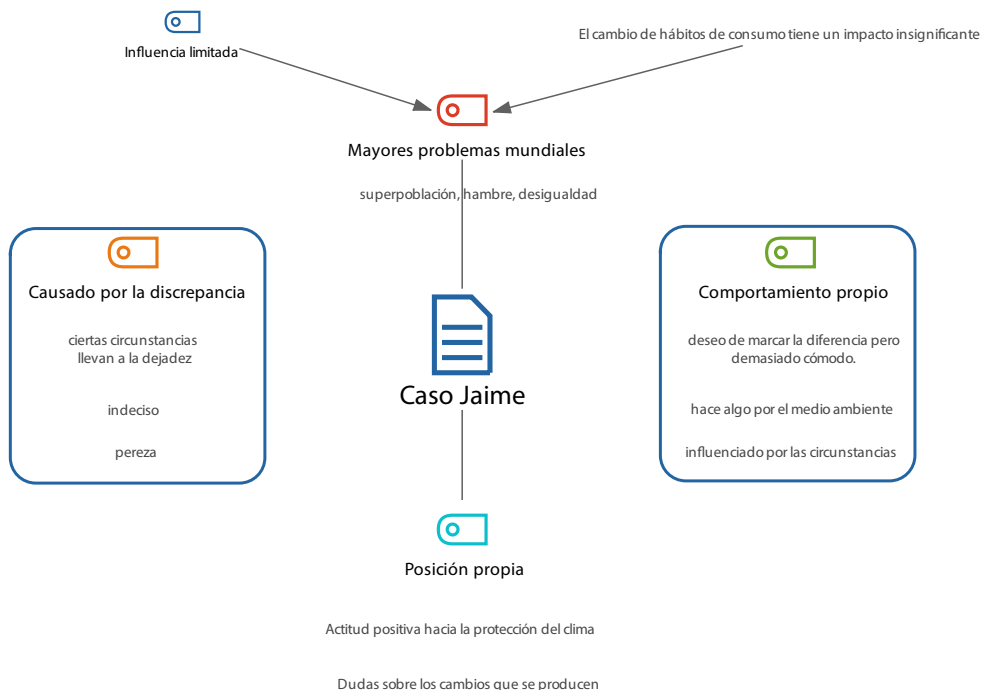 Influencia limitada
El cambio de hábitos de consumo tiene un impacto insignificante
Mayores problemas mundiales
superpoblación, hambre, desigualdad
Causado por la discrepancia
ciertas circunstancias
llevan a la dejadez
indeciso
pereza
Caso Jaime
Comportamiento propio
deseo de marcar la diferencia pero
demasiado cómodo.
hace algo por el medio ambiente
influenciado por las circunstancias
Posición propia
Actitud positiva hacia la protección del clima
Dudas sobre los cambios que se producen